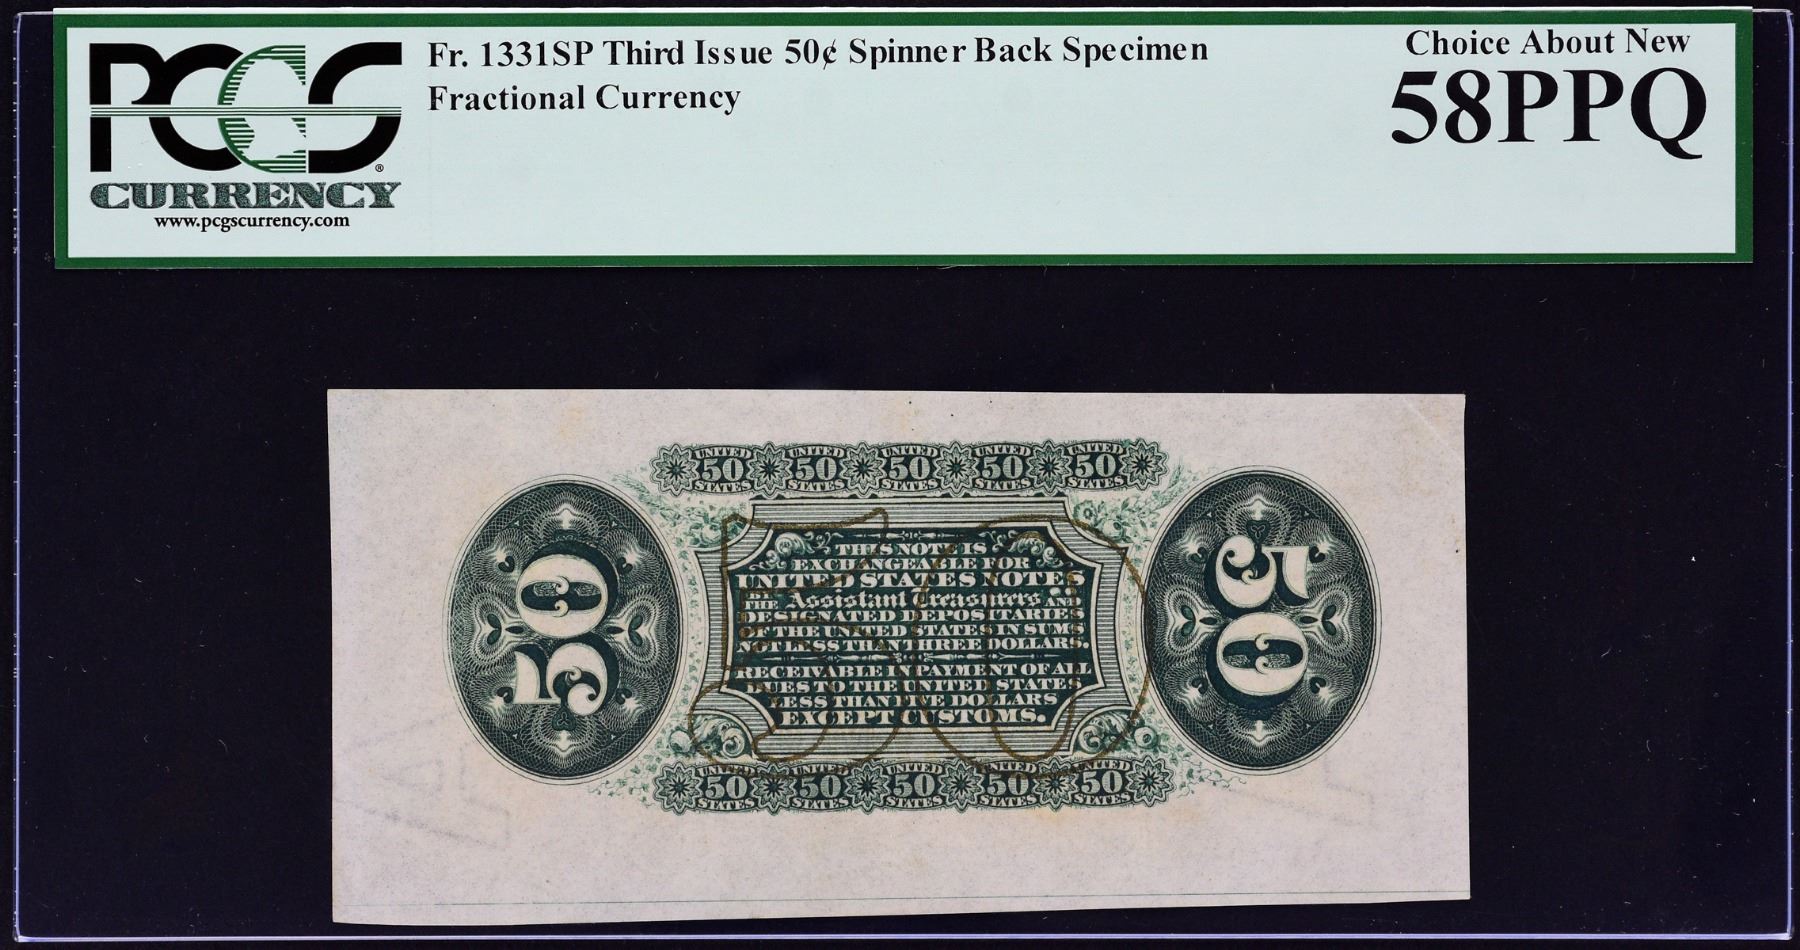 PCGS
CURRENCY
www.pcgscurrency.com
Fr. 1331SP Third Issue 50¢ Spinner Back Specimen
Fractional Currency
Choice About New
58PPQ
UNITED UNITED UNITED UNITED UNITED
50 50 50 50 50
STATES STATES STATES STATES STATES
50
THIS NOTE IS
EXCHANGEABLE FOR
UNITED STATES NOTES
BY THE Assistant Treasurers AND
DESIGNATED DEPOSITARIES
OF THE UNITED STATES IN SUMS
NOT LESS THAN THREE DOLLARS.
RECEIVABLE IN PAYMENT OF ALL
DUES TO THE UNITED STATES
LESS THAN FIVE DOLLARS
EXCEPT CUSTOMS.
50
50
UNITED UNITED UNITED UNITED UNITED
50 50 50 50 50
STATES STATES STATES STATES STATES